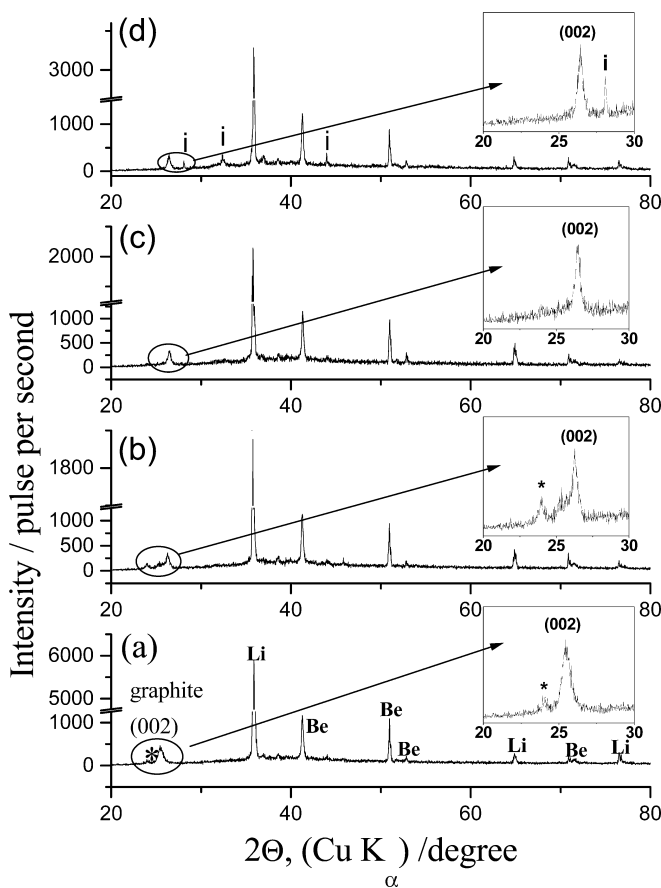 (d)
3000
1000
0
i
i
i
20
40
60
80
(002)
i
20
25
30
(c)
2000
1000
500
0
20
40
60
80
(002)
20
25
30
(b)
1800
1000
500
0
20
40
60
80
(002)
*
20
25
30
(a)
6000
5000
1000
0
graphite
(002)
*
Li
Be
Be
Be
Li
Be
Li
20
40
60
80
(002)
*
20
25
30
Intensity / pulse per second
2Θ, (Cu K ) /degree
α